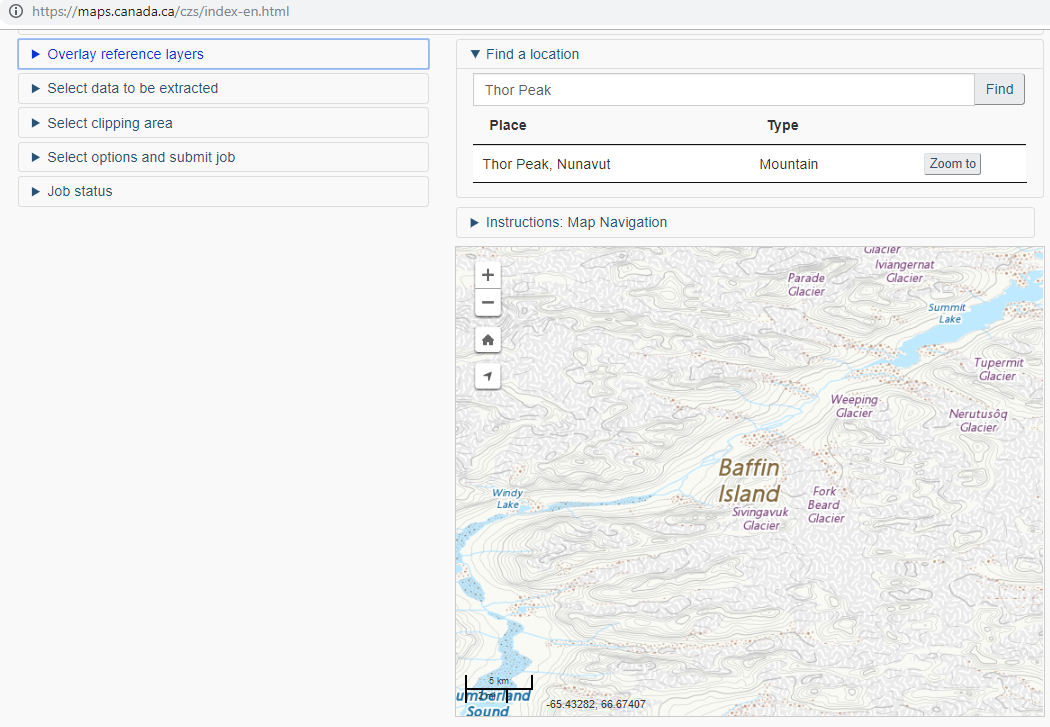 https://maps.canada.ca/czs/index-en.html
Overlay reference layers
Select data to be extracted
Select clipping area
Select options and submit job
Job status
Find a location
Thor Peak
Find
Place Type
Thor Peak, Nunavut Mountain Zoom to
Instructions: Map Navigation
Glacier
Iviangernat
Glacier
Parade
Glacier
Summit
Lake
Tupermit
Glacier
Weeping
Glacier
Nerutusôq
Glacier
Baffin
Island
Windy
Lake
Fork
Beard
Glacier
Sivingavuk
Glacier
5 km
umberland
Sound
-65.43282, 66.67407